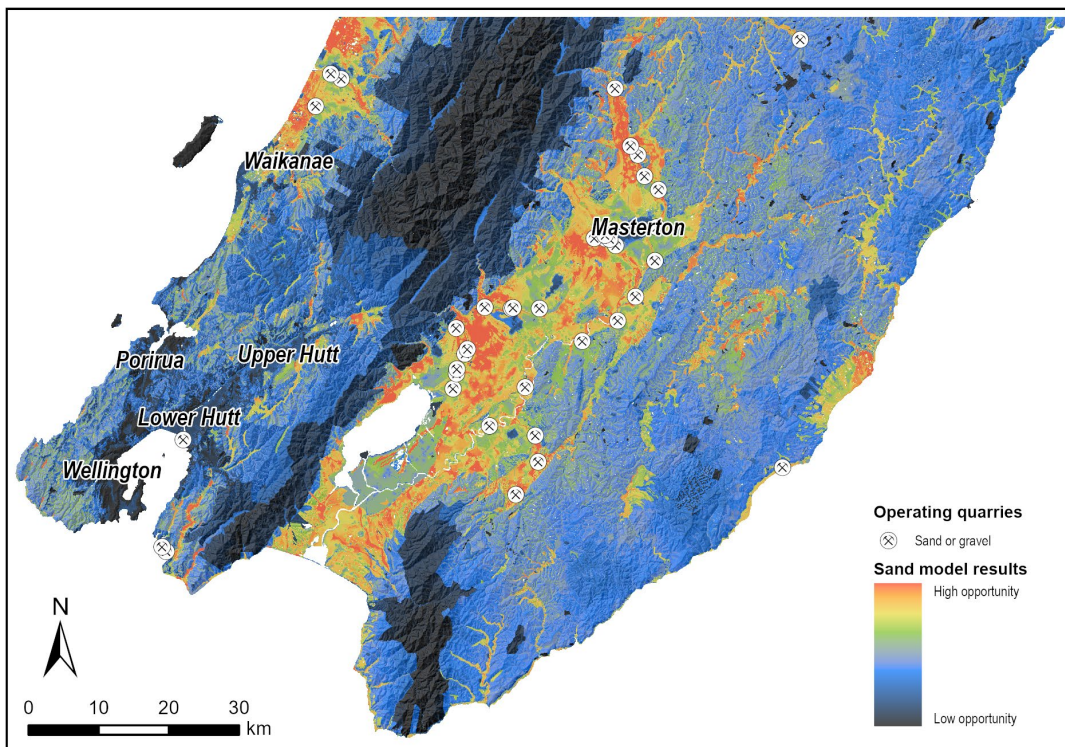 Waikanae
Masterton
Porirua
Upper Hutt
Lower Hutt
Wellington
Operating quarries
Sand or gravel
Sand model results
High opportunity
Low opportunity
N
0 10 20 30
km